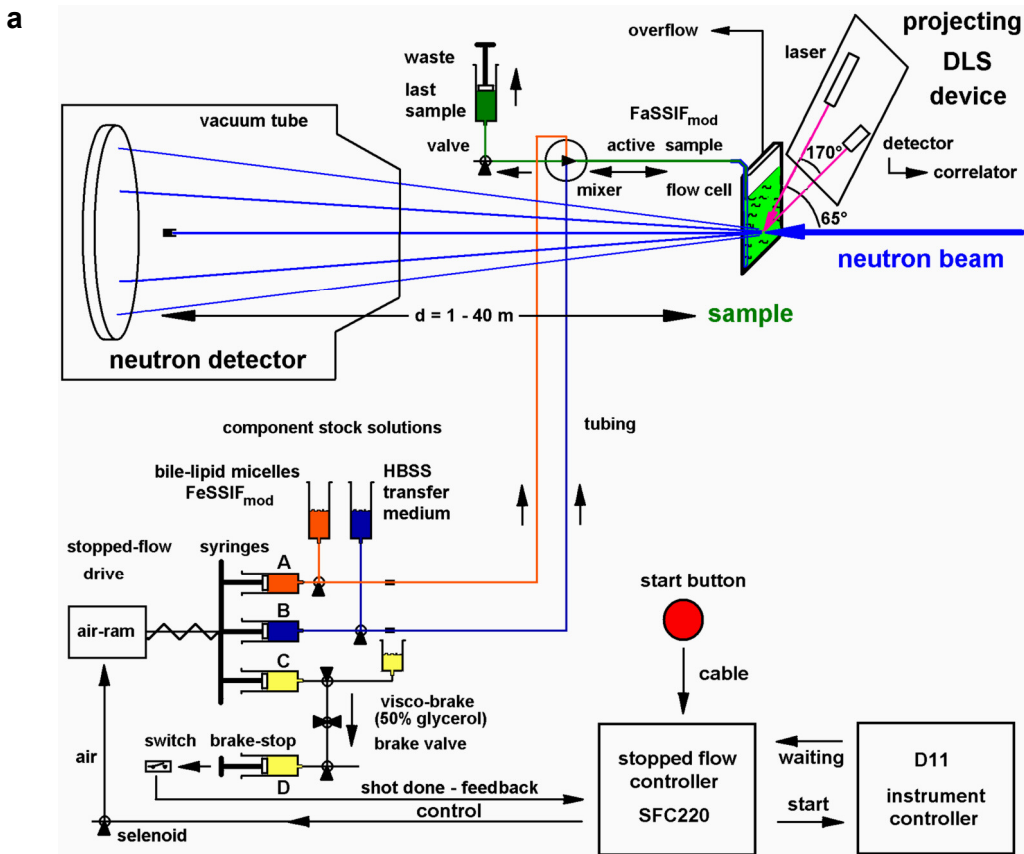 a
projecting
DLS
device
overflow
laser
waste
last
sample
vacuum tube
FaSSIFmod
valve
active sample
170°
detector
correlator
mixer
flow cell
65°
neutron beam
d = 1 - 40 m
sample
neutron detector
component stock solutions
tubing
bile-lipid micelles
FeSSIFmod
HBSS
transfer
medium
stopped-flow
drive
syringes
A
start button
B
air-ram
C
cable
visco-brake
(50% glycerol)
brake valve
air
switch
brake-stop
D
stopped flow
controller
SFC220
waiting
start
D11
instrument
controller
shot done - feedback
control
selenoid